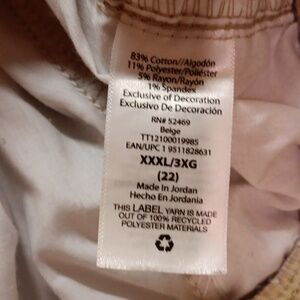 83% Cotton//Algodón
11% Polyester/Poliéster
5% Rayon/Rayón
1% Spandex
Exclusive of Decoration
Exclusivo De Decoración
RN# 52469
Beige
TT12100019985
EAN/UPC 1 9511828631
XXXL/3XG
(22)
Made In Jordan
Hecho En Jordania
THIS LABEL YARN IS MADE
OUT OF 100% RECYCLED
POLYESTER MATERIALS